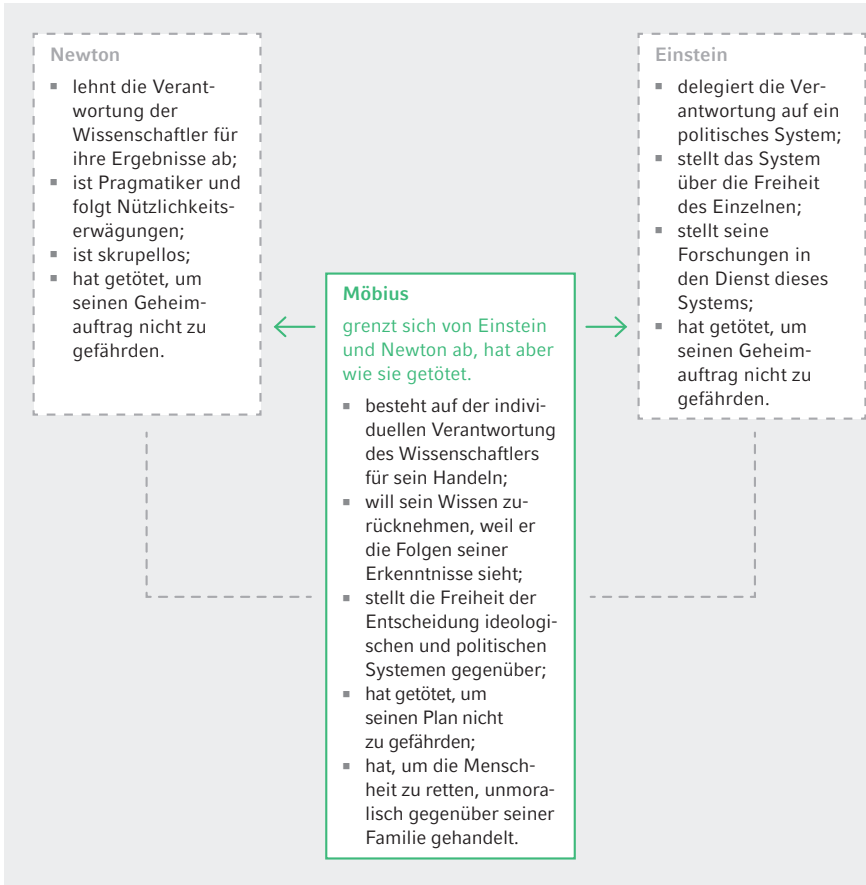 Newton
▪ lehnt die Verant-
wortung der
Wissenschaftler für
ihre Ergebnisse ab;
▪ ist Pragmatiker und
folgt Nützlichkeits-
erwägungen;
▪ ist skrupellos;
▪ hat getötet, um
seinen Geheim-
auftrag nicht zu
gefährden.
Einstein
▪ delegiert die Ver-
antwortung auf ein
politisches System;
▪ stellt das System
über die Freiheit
des Einzelnen;
▪ stellt seine
Forschungen in
den Dienst dieses
Systems;
▪ hat getötet, um
seinen Geheim-
auftrag nicht zu
gefährden.
Möbius
grenzt sich von Einstein
und Newton ab, hat aber
wie sie getötet.
▪ besteht auf der indivi-
duellen Verantwortung
des Wissenschaftlers
für sein Handeln;
▪ will sein Wissen zu-
rücknehmen, weil er
die Folgen seiner
Erkenntnisse sieht;
▪ stellt die Freiheit der
Entscheidung ideologi-
schen und politischen
Systemen gegenüber;
▪ hat getötet, um
seinen Plan nicht
zu gefährden;
▪ hat, um die Mensch-
heit zu retten, unmora-
lisch gegenüber seiner
Familie gehandelt.